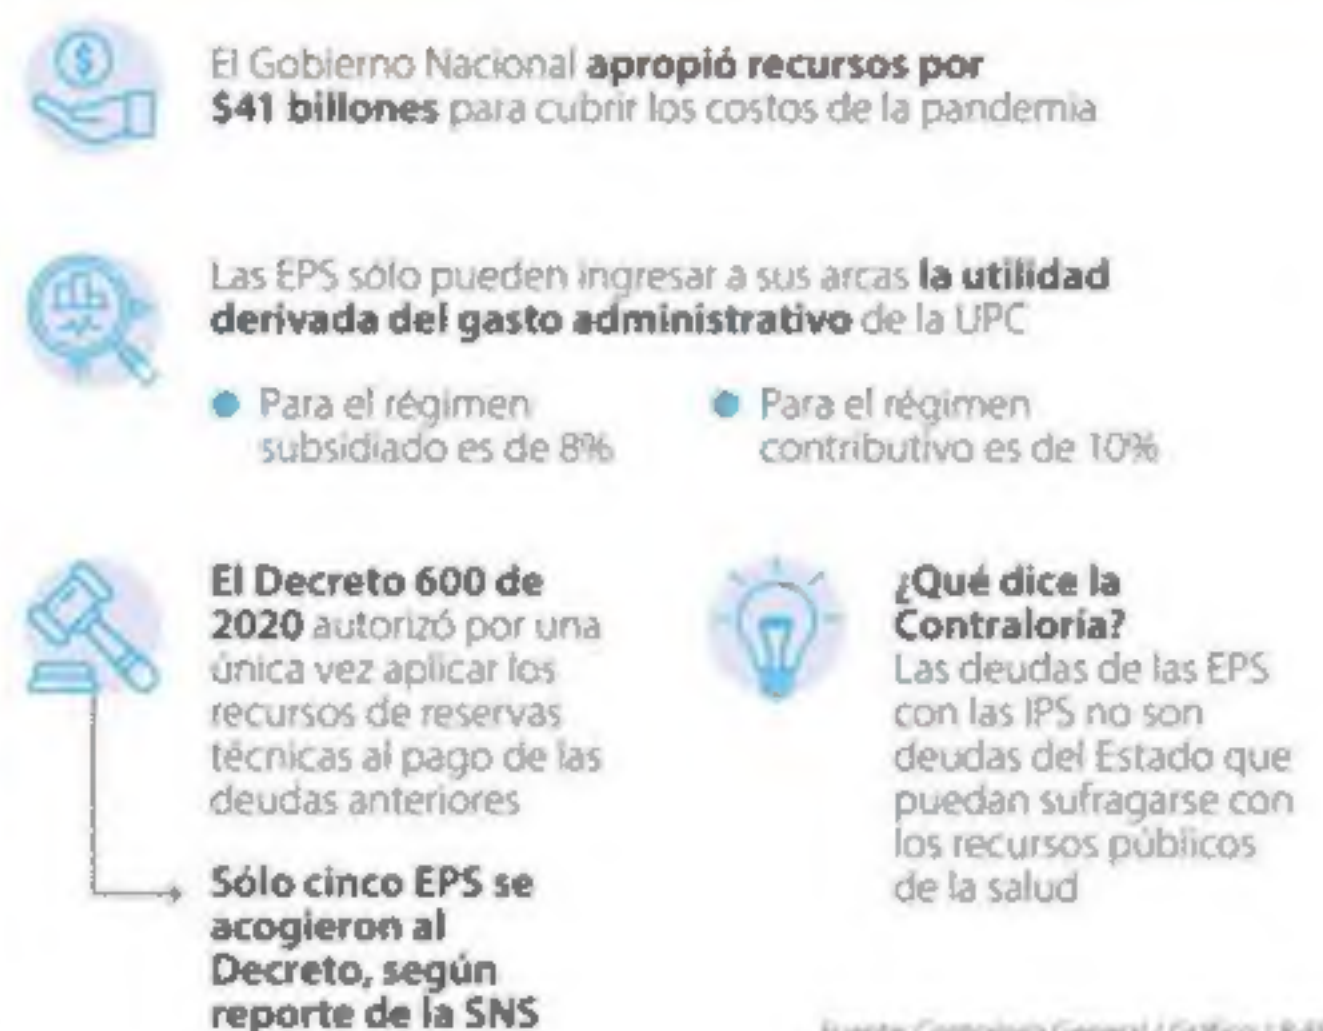 El Gobierno Nacional apropió recursos por
$41 billones para cubrir los costos de la pandemia
Las EPS sólo pueden ingresar a sus arcas la utilidad
derivada del gasto administrativo de la UPC
Para el régimen
subsidiado es de 8%
Para el régimen
contributivo es de 10%
El Decreto 600 de
2020 autorizó por una
única vez aplicar los
recursos de reservas
técnicas al pago de las
deudas anteriores
Sólo cinco EPS se
acogieron al
Decreto, según
reporte de la SNS
¿Qué dice la
Contraloría?
Las deudas de las EPS
con las IPS no son
deudas del Estado que
puedan sufragarse con
los recursos públicos
de la salud